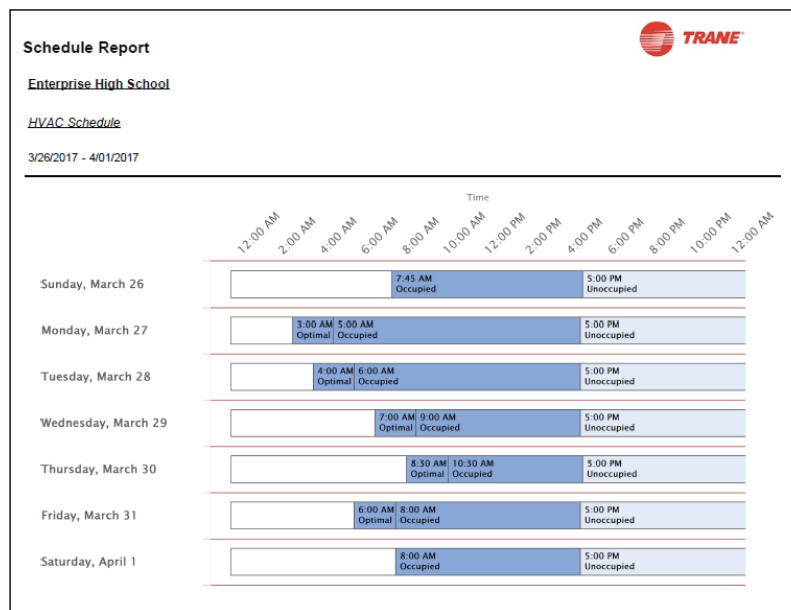 TRANE
Schedule Report
Enterprise High School
HVAC Schedule
3/26/2017 - 4/01/2017
Time
12:00 AM 2:00 AM 4:00 AM 6:00 AM 8:00 AM 10:00 AM 12:00 PM 2:00 PM 4:00 PM 6:00 PM 8:00 PM 10:00 PM 12:00 AM
Sunday, March 26
7:45 AM 5:00 PM
Occupied Unoccupied
Monday, March 27
3:00 AM 5:00 AM 5:00 PM
Optimal Occupied Unoccupied
Tuesday, March 28
4:00 AM 6:00 AM 5:00 PM
Optimal Occupied Unoccupied
Wednesday, March 29
7:00 AM 9:00 AM 5:00 PM
Optimal Occupied Unoccupied
Thursday, March 30
8:30 AM 10:30 AM 5:00 PM
Optimal Occupied Unoccupied
Friday, March 31
6:00 AM 8:00 AM 5:00 PM
Optimal Occupied Unoccupied
Saturday, April 1
8:00 AM 5:00 PM
Occupied Unoccupied